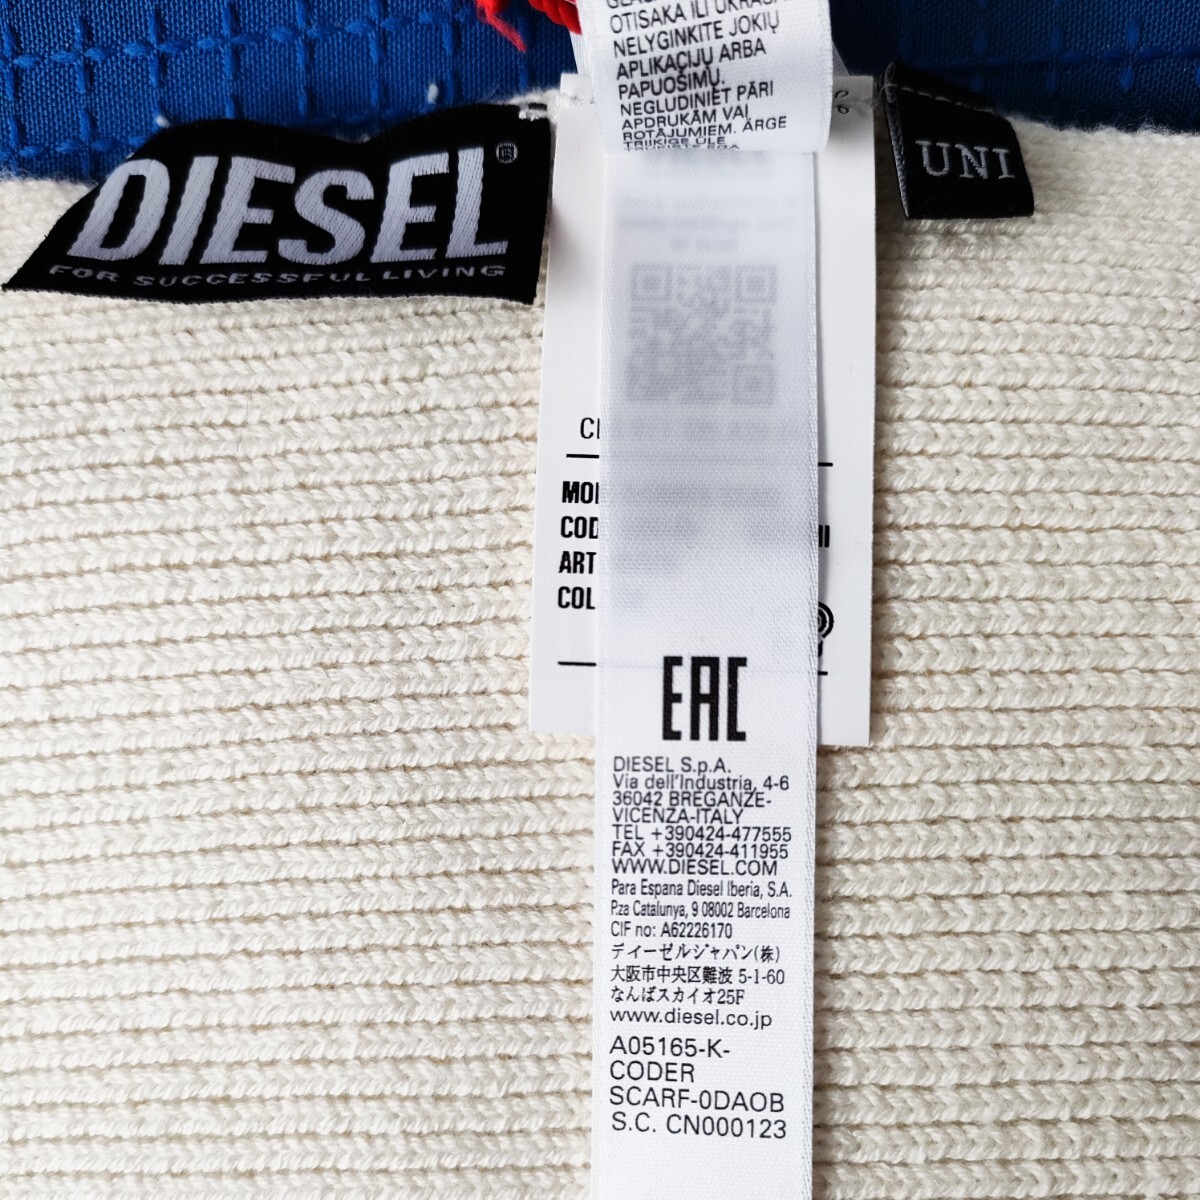 DIESEL®
FOR SUCCESSFUL LIVING
UNI
OTISAKA ILI
NELYGINKITE JOKIŲ
APLIKACIJŲ ARBA
PAPUOŠIMŲ.
NEGLUDINIET PĀRI
APDRUKĀM VAI
ROTĀJUMIEM. ÄRGE
TRIIKIGE ÜLE
MO
COD
ART
COL
EAC
DIESEL S.p.A.
Via dell'Industria, 4-6
36042 BREGANZE-
VICENZA-ITALY
TEL +390424-477555
FAX +390424-411955
WWW.DIESEL.COM
Para Espana Diesel Iberia, S.A.
P.za Catalunya, 9 08002 Barcelona
CIF no: A62226170
ディーゼルジャパン(株)
大阪市中央区難波 5-1-60
なんばスカイオ25F
www.diesel.co.jp
A05165-K-
CODER
SCARF-0DAOB
S.C. CN000123